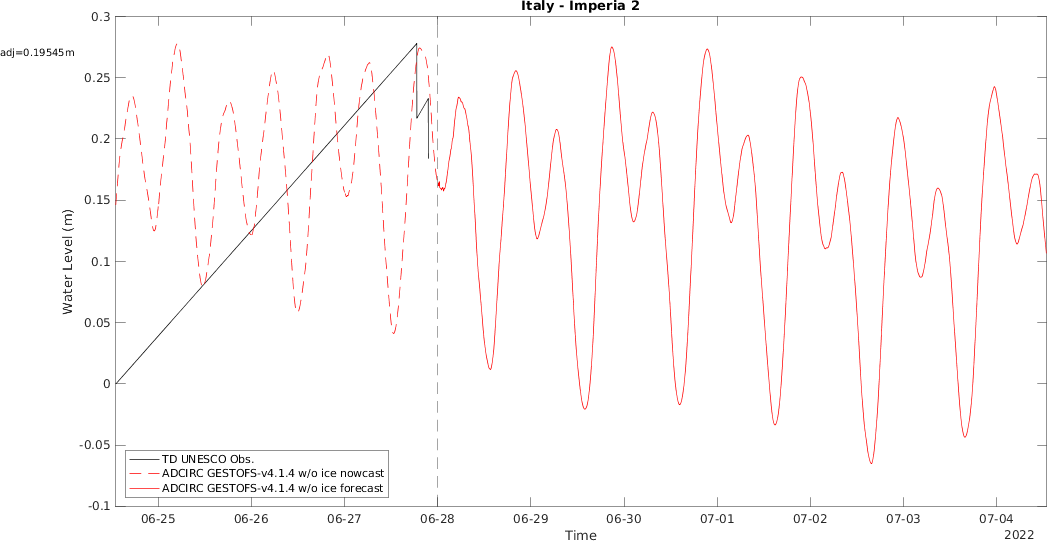 Italy - Imperia 2
adj=0.19545m
0.3
0.25
0.2
0.15
0.1
0.05
0
-0.05
-0.1
Water Level (m)
TD UNESCO Obs.
ADCIRC GESTOFS-v4.1.4 w/o ice nowcast
ADCIRC GESTOFS-v4.1.4 w/o ice forecast
06-25 06-26 06-27 06-28 06-29 06-30 07-01 07-02 07-03 07-04
Time
2022